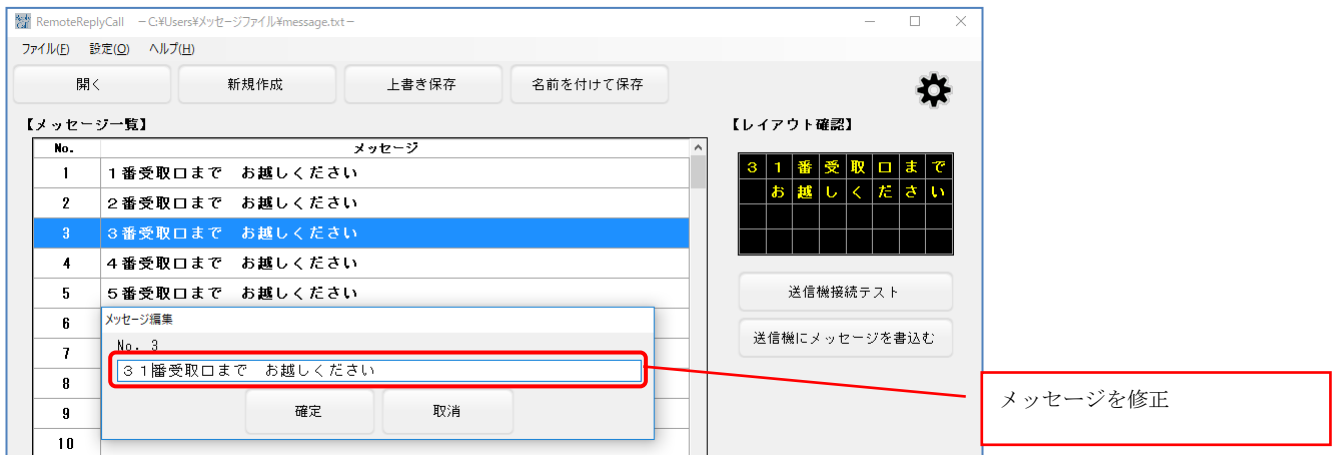 RemoteReplyCall －C:¥Users¥メッセージファイル¥message.txt－
ファイル(F) 設定(O) ヘルプ(H)
開く 新規作成 上書き保存 名前を付けて保存
【メッセージ一覧】
No. メッセージ
1 １番受取口まで　お越しください
2 ２番受取口まで　お越しください
3 ３番受取口まで　お越しください
4 ４番受取口まで　お越しください
5 ５番受取口まで　お越しください
6
7
8
9
10
メッセージ編集
No. 3
３１番受取口まで　お越しください
確定 取消
【レイアウト確認】
３１番受取口まで
お越しください
送信機接続テスト
送信機にメッセージを書込む
メッセージを修正